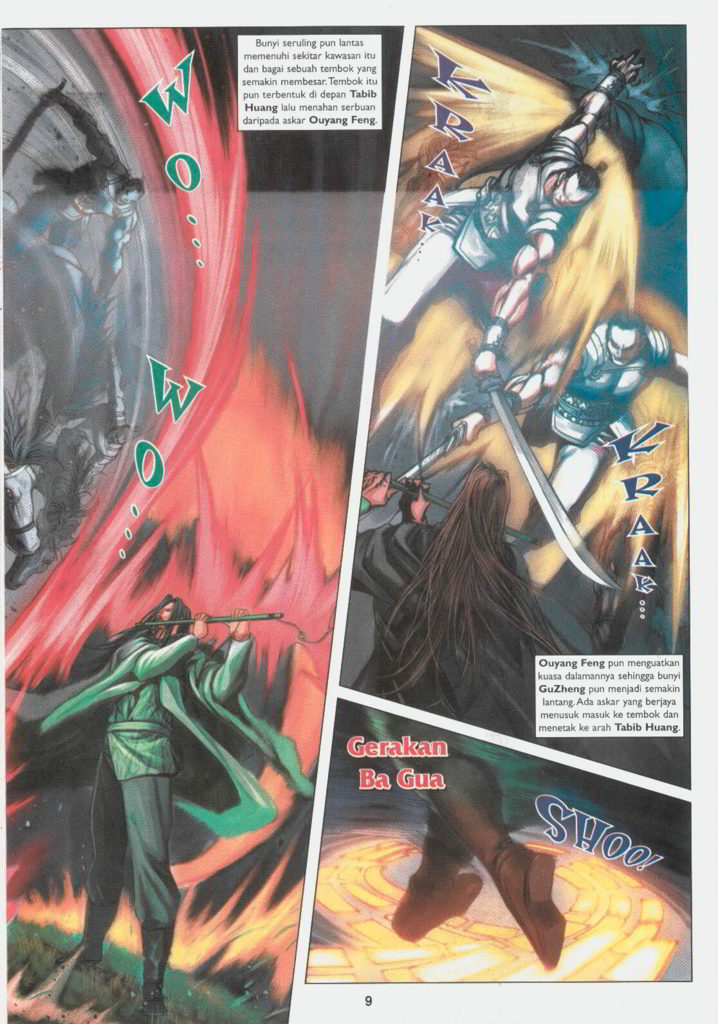 Bunyi seruling pun lantas
memenuhi sekitar kawasan itu
dan bagai sebuah tembok yang
semakin membesar. Tembok itu
pun terbentuk di depan Tabib
Huang lalu menahan serbuan
daripada askar Ouyang Feng.
WO....
WO...
KRAAK...
KRAAK...
Ouyang Feng pun menguatkan
kuasa dalamannya sehingga bunyi
GuZheng pun menjadi semakin
lantang. Ada askar yang berjaya
menusuk masuk ke tembok dan
menetak ke arah Tabib Huang.
Gerakan
Ba Gua
SHOO!
9